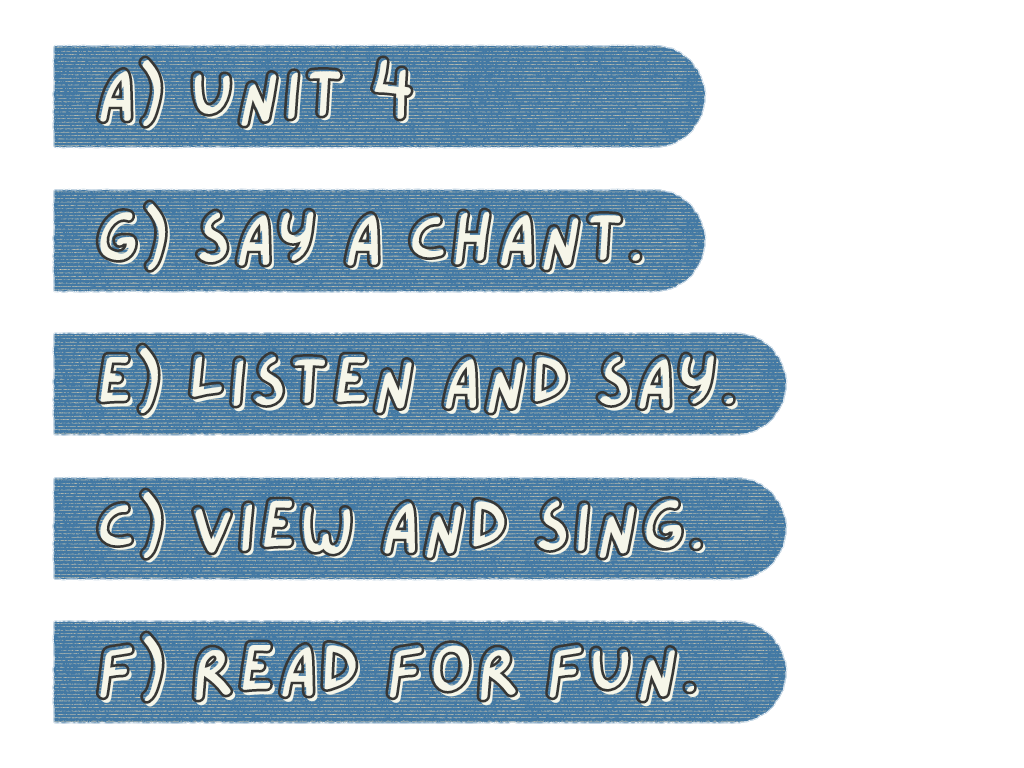 A) UNIT 4
G) SAY A CHANT.
E) LISTEN AND SAY.
C) VIEW AND SING.
F) READ FOR FUN.